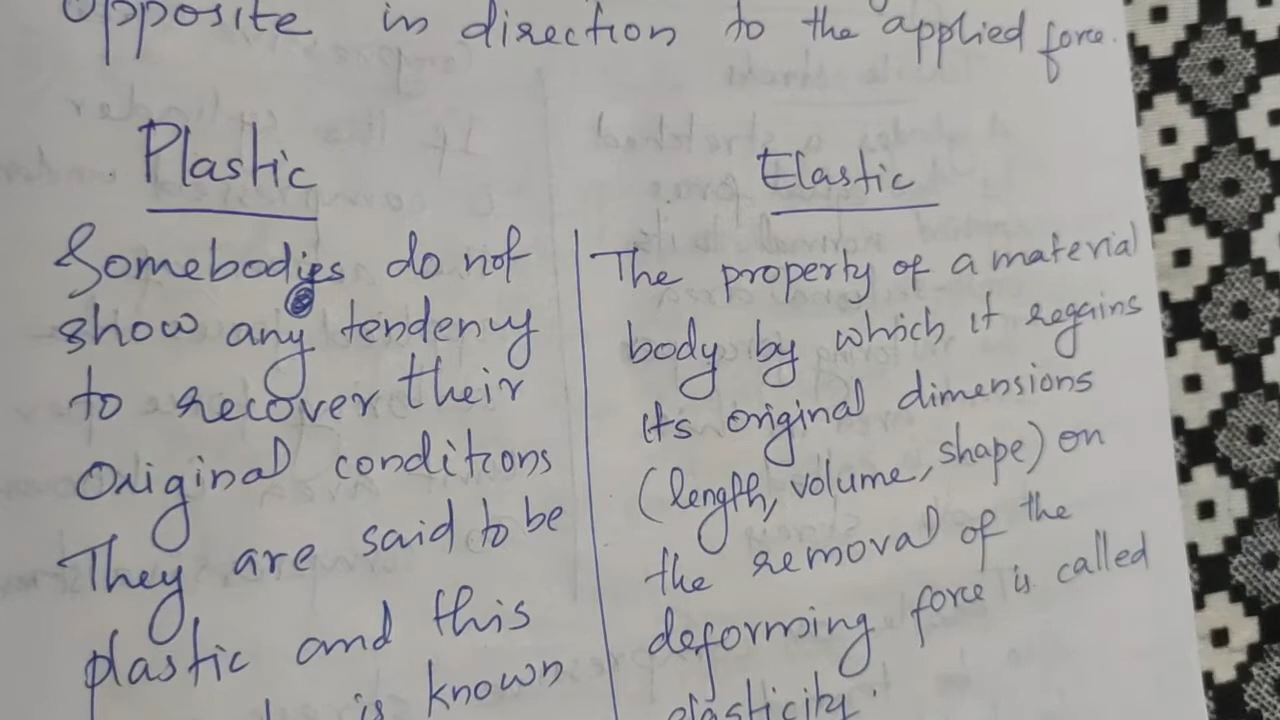 opposite in direction to the applied force.
Plastic
Somebodies do not
show any tendency
to recover their
Original conditions
They are said to be
plastic and this
is known
Elastic
The property of a material
body by which it regains
its original dimensions
(length, volume, shape) on
the removal of the
deforming force is called
elasticity.